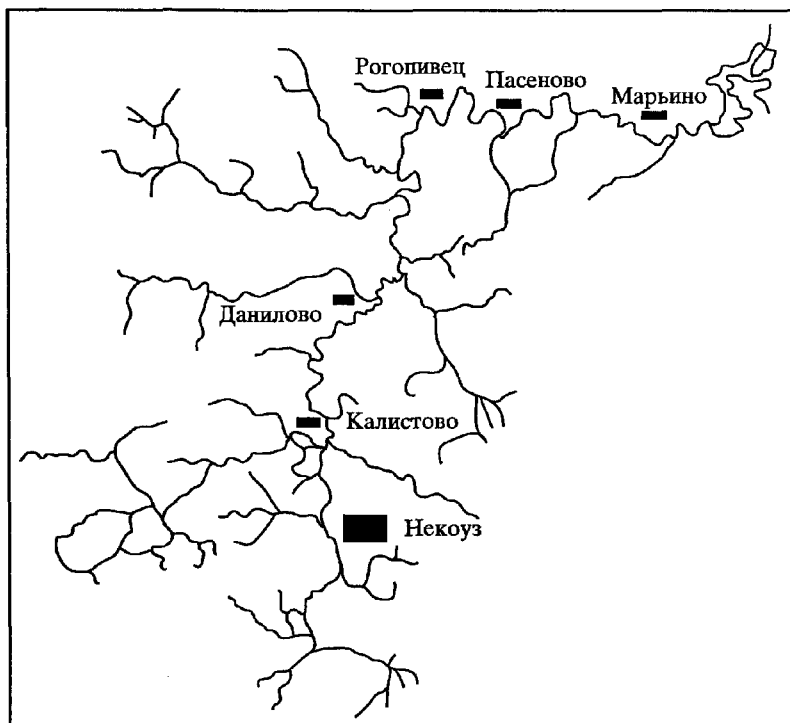 Рогопивец
Пасеново
Марьино
Данилово
Калистово
Некоуз